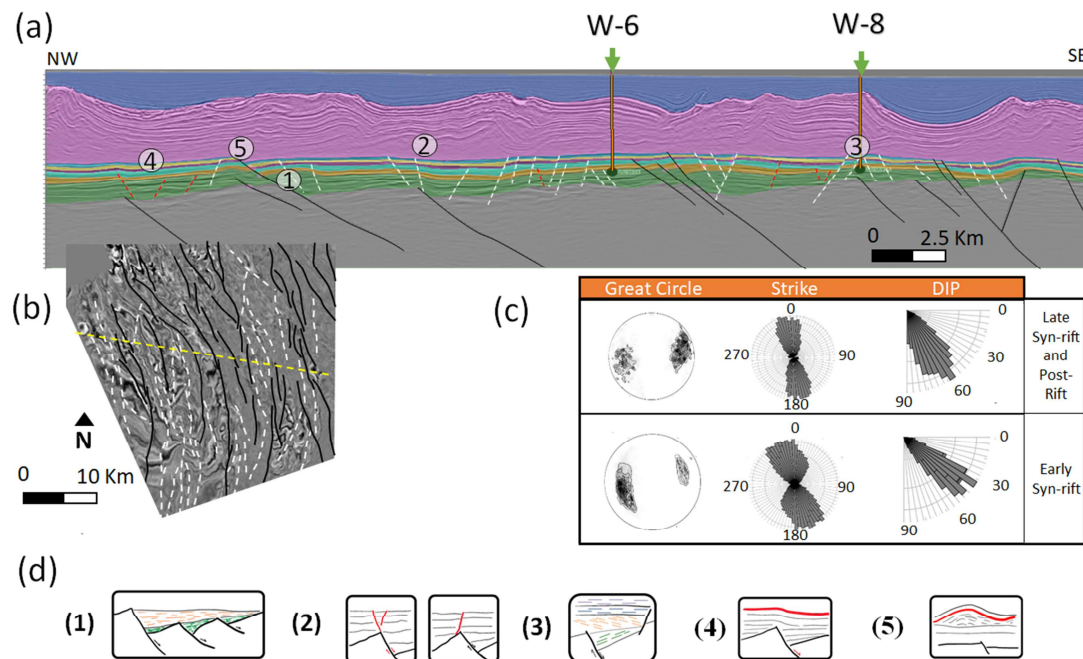 (a)
W-6
W-8
NW
SE
4
5
2
3
1
0 2.5 Km
(b)
N
0 10 Km
(c)
Great Circle Strike DIP
0
270 90
180
0
30
60
90
Late
Syn-rift
and
Post-
Rift
0
270 90
180
0
30
60
90
Early
Syn-rift
(d)
(1) (2) (3) (4) (5)